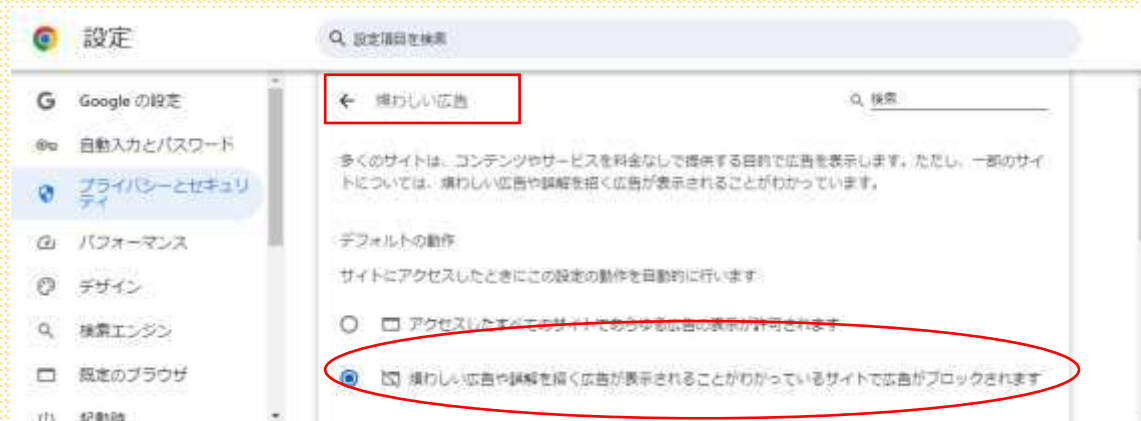 設定
設定項目を検索
Google の設定
自動入力とパスワード
プライバシーとセキュリ
ティ
パフォーマンス
デザイン
検索エンジン
既定のブラウザ
起動時
煩わしい広告
検索
多くのサイトは、コンテンツやサービスを料金なしで提供する目的で広告を表示します。ただし、一部のサイ
トについては、煩わしい広告や誤解を招く広告が表示されることがわかっています。
デフォルトの動作
サイトにアクセスしたときにこの設定の動作を自動的に行います
アクセスしたすべてのサイトであらゆる広告の表示が許可されます
煩わしい広告や誤解を招く広告が表示されることがわかっているサイトで広告がブロックされます